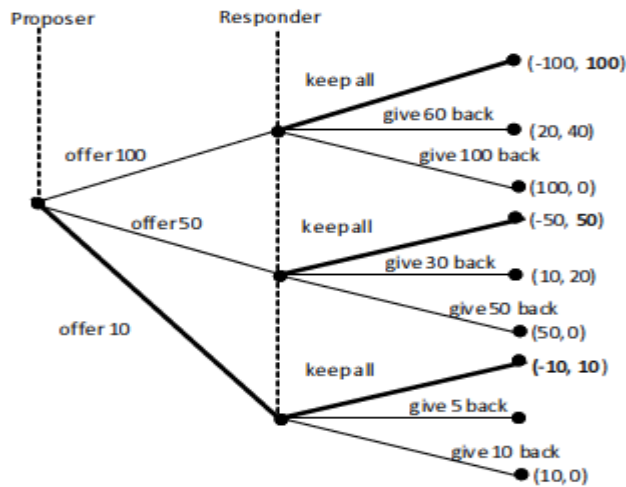 Proposer
Responder
keep all
(-100, 100)
give 60 back
(20, 40)
offer 100
give 100 back
(100, 0)
offer 50
keep all
(-50, 50)
give 30 back
(10, 20)
give 50 back
(50, 0)
offer 10
keep all
(-10, 10)
give 5 back
give 10 back
(10,0)